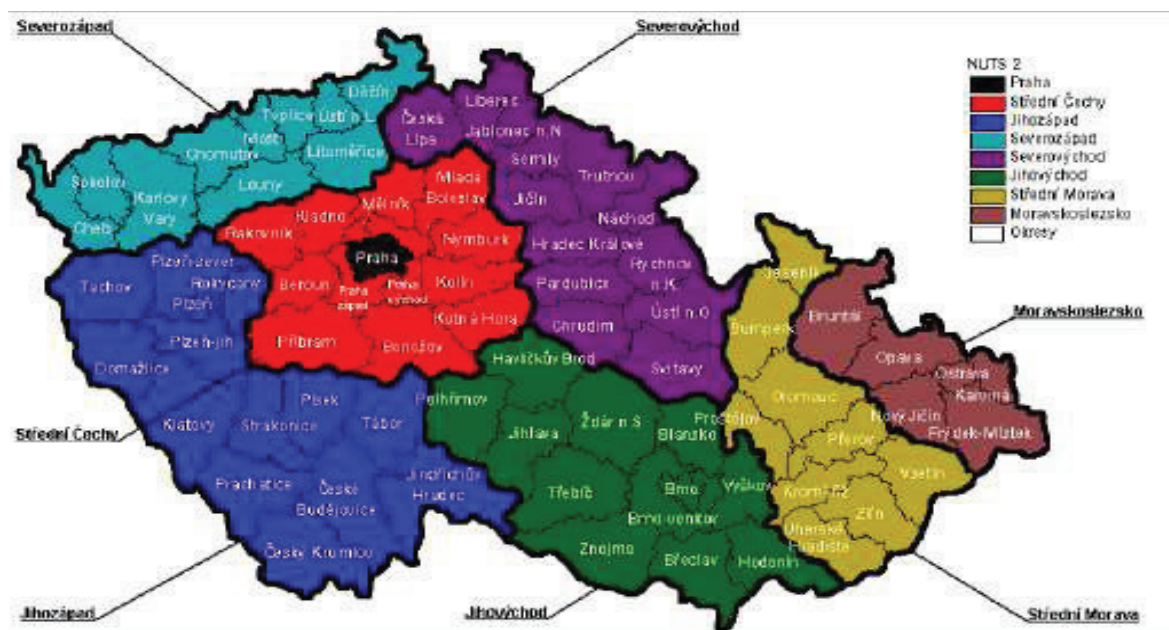 Severozápad
Severovýchod
NUTS 2
Praha
Střední Čechy
Jihozápad
Severozápad
Severovýchod
Jihovýchod
Střední Morava
Moravskoslezsko
Okresy
Děčín
Teplice
Ústí n L
Most
Chomutov
Litoměřice
Louny
Sokolov
Karlovy
Vary
Cheb
Liberec
Česká
Lípa
Jablonec n.N
Semily
Trutnov
Jičín
Náchod
Hradec Králové
Rychnov
n.K
Pardubice
Ústí n.O
Chrudim
Svitavy
Mladá
Boleslav
Mělník
Kladno
Rakovník
Nymburk
Praha
Beroun
Praha
západ
Praha
východ
Kolín
Kutná Hora
Příbram
Benešov
Plzeň-sever
Tachov
Rokycany
Plzeň
Plzeň-jih
Domažlice
Písek
Klatovy
Strakonice
Tábor
Prachatice
České
Budějovice
Jindřichův
Hradec
Český Krumlov
Havlíčkův Brod
Pelhřimov
Jihlava
Žďár n S
Blansko
Třebíč
Brno
Vyškov
Brno-venkov
Znojmo
Břeclav
Hodonín
Jeseník
Šumperk
Olomouc
Prostějov
Přerov
Vsetín
Kroměříž
Zlín
Uherské
Hradiště
Bruntál
Opava
Ostrava
Karviná
Nový Jičín
Frýdek-Místek
Moravskoslezsko
Střední Čechy
Jihozápad
Jihovýchod
Střední Morava